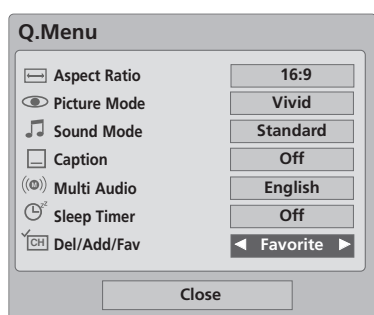 Q.Menu
Aspect Ratio 16:9
Picture Mode Vivid
Sound Mode Standard
Caption Off
Multi Audio English
Sleep Timer Off
CH Del/Add/Fav ◀ Favorite ▶
Close